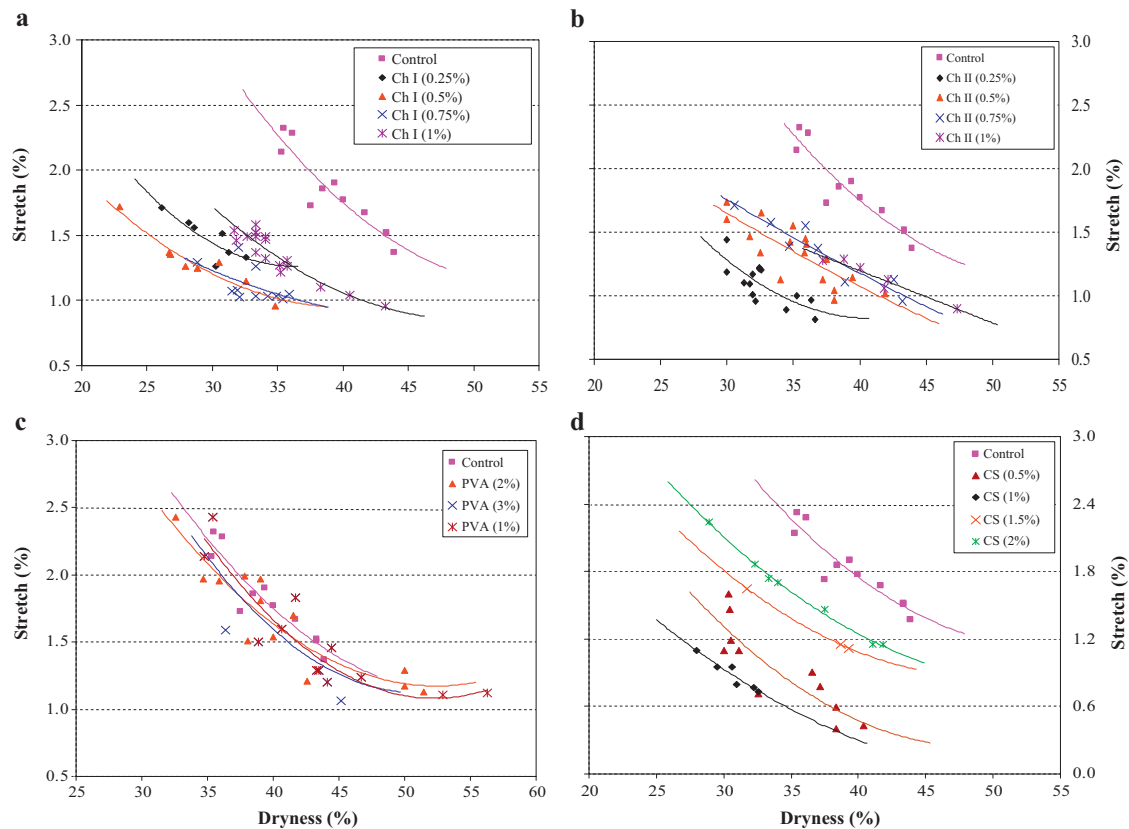 a
Stretch (%)
3.0
2.5
2.0
1.5
1.0
0.5
20 25 30 35 40 45 50 55
Control
Ch I (0.25%)
Ch I (0.5%)
Ch I (0.75%)
Ch I (1%)
b
Stretch (%)
3.0
2.5
2.0
1.5
1.0
0.5
20 25 30 35 40 45 50 55
Control
Ch II (0.25%)
Ch II (0.5%)
Ch II (0.75%)
Ch II (1%)
c
Stretch (%)
3.0
2.5
2.0
1.5
1.0
0.5
25 30 35 40 45 50 55 60
Dryness (%)
Control
PVA (2%)
PVA (3%)
PVA (1%)
d
Stretch (%)
3.0
2.4
1.8
1.2
0.6
0.0
20 25 30 35 40 45 50 55
Dryness (%)
Control
CS (0.5%)
CS (1%)
CS (1.5%)
CS (2%)